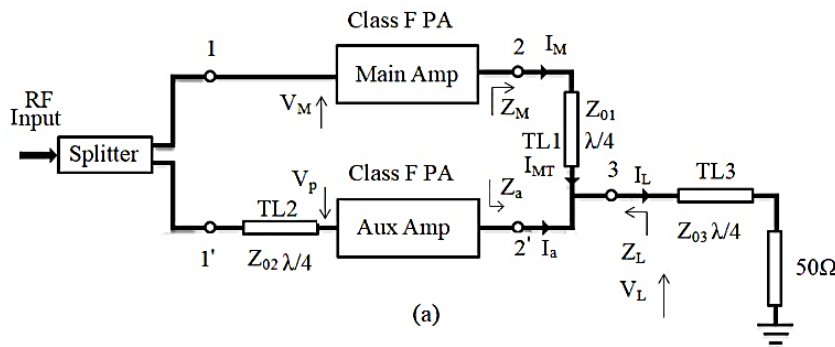 Class F PA
1
Main Amp
2
I_M
RF
Input
Splitter
V_M
Z_M
Z_01
TL1
λ/4
Class F PA
I_MT
3
I_L
TL3
V_p
Z_a
TL2
1'
Z_02 λ/4
Aux Amp
2'
I_a
Z_L
Z_03 λ/4
V_L
50Ω
(a)